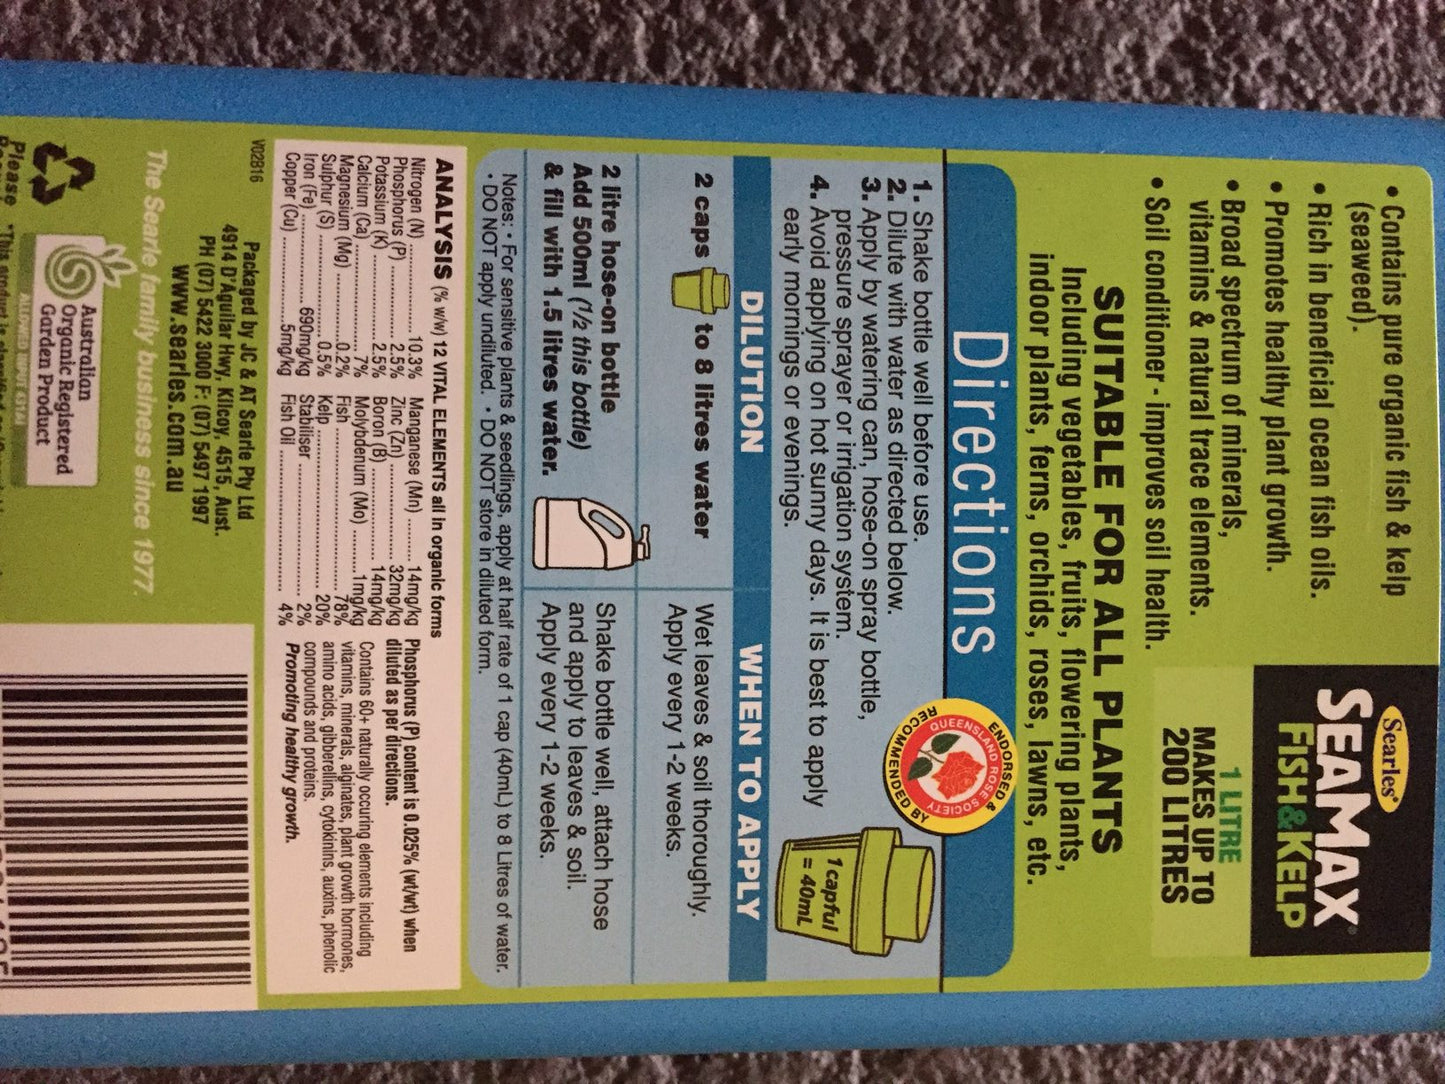 • Contains pure organic fish & kelp
(seaweed).
• Rich in beneficial ocean fish oils.
• Promotes healthy plant growth.
• Broad spectrum of minerals,
vitamins & natural trace elements.
• Soil conditioner - improves soil health.
Searles®
SEAMAX®
FISH & KELP
1 LITRE
MAKES UP TO
200 LITRES
SUITABLE FOR ALL PLANTS
Including vegetables, fruits, flowering plants,
indoor plants, ferns, orchids, roses, lawns, etc.
Directions
ENDORSED &
RECOMMENDED BY
QUEENSLAND ROSE SOCIETY
1. Shake bottle well before use.
2. Dilute with water as directed below.
3. Apply by watering can, hose-on spray bottle,
pressure sprayer or irrigation system.
4. Avoid applying on hot sunny days. It is best to apply
early mornings or evenings.
1 capful
= 40mL
DILUTION
WHEN TO APPLY
2 caps to 8 litres water
Wet leaves & soil thoroughly.
Apply every 1-2 weeks.
2 litre hose-on bottle
Add 500ml (½ this bottle)
& fill with 1.5 litres water.
Shake bottle well, attach hose
and apply to leaves & soil.
Apply every 1-2 weeks.
Notes: • For sensitive plants & seedlings, apply at half rate of 1 cap (40mL) to 8 Litres of water.
• DO NOT apply undiluted. • DO NOT store in diluted form.
ANALYSIS (% w/w) 12 VITAL ELEMENTS all in organic forms
Nitrogen (N) 10.3%
Phosphorus (P) 2.5%
Potassium (K) 2.5%
Calcium (Ca) 7%
Magnesium (Mg) 0.2%
Sulphur (S) 0.5%
Iron (Fe) 690mg/kg
Copper (Cu) 5mg/kg
Manganese (Mn) 14mg/kg
Zinc (Zn) 32mg/kg
Boron (B) 14mg/kg
Molybdenum (Mo) 1mg/kg
Fish 78%
Kelp 20%
Stabiliser 2%
Fish Oil 4%
Phosphorus (P) content is 0.025% (wt/wt) when
diluted as per directions.
Contains 60+ naturally occuring elements including
vitamins, minerals, alginates, plant growth hormones,
amino acids, gibberellins, cytokinins, auxins, phenolic
compounds and proteins.
Promoting healthy growth.
V02B16
Packaged by JC & AT Searle Pty Ltd
4914 D'Aguilar Hwy, Kilcoy, 4515, Aust.
PH (07) 5422 3000 F: (07) 5497 1997
www.searles.com.au
The Searle family business since 1977.
Australian
Organic Registered
Garden Product
ALLOWED INPUT
Please